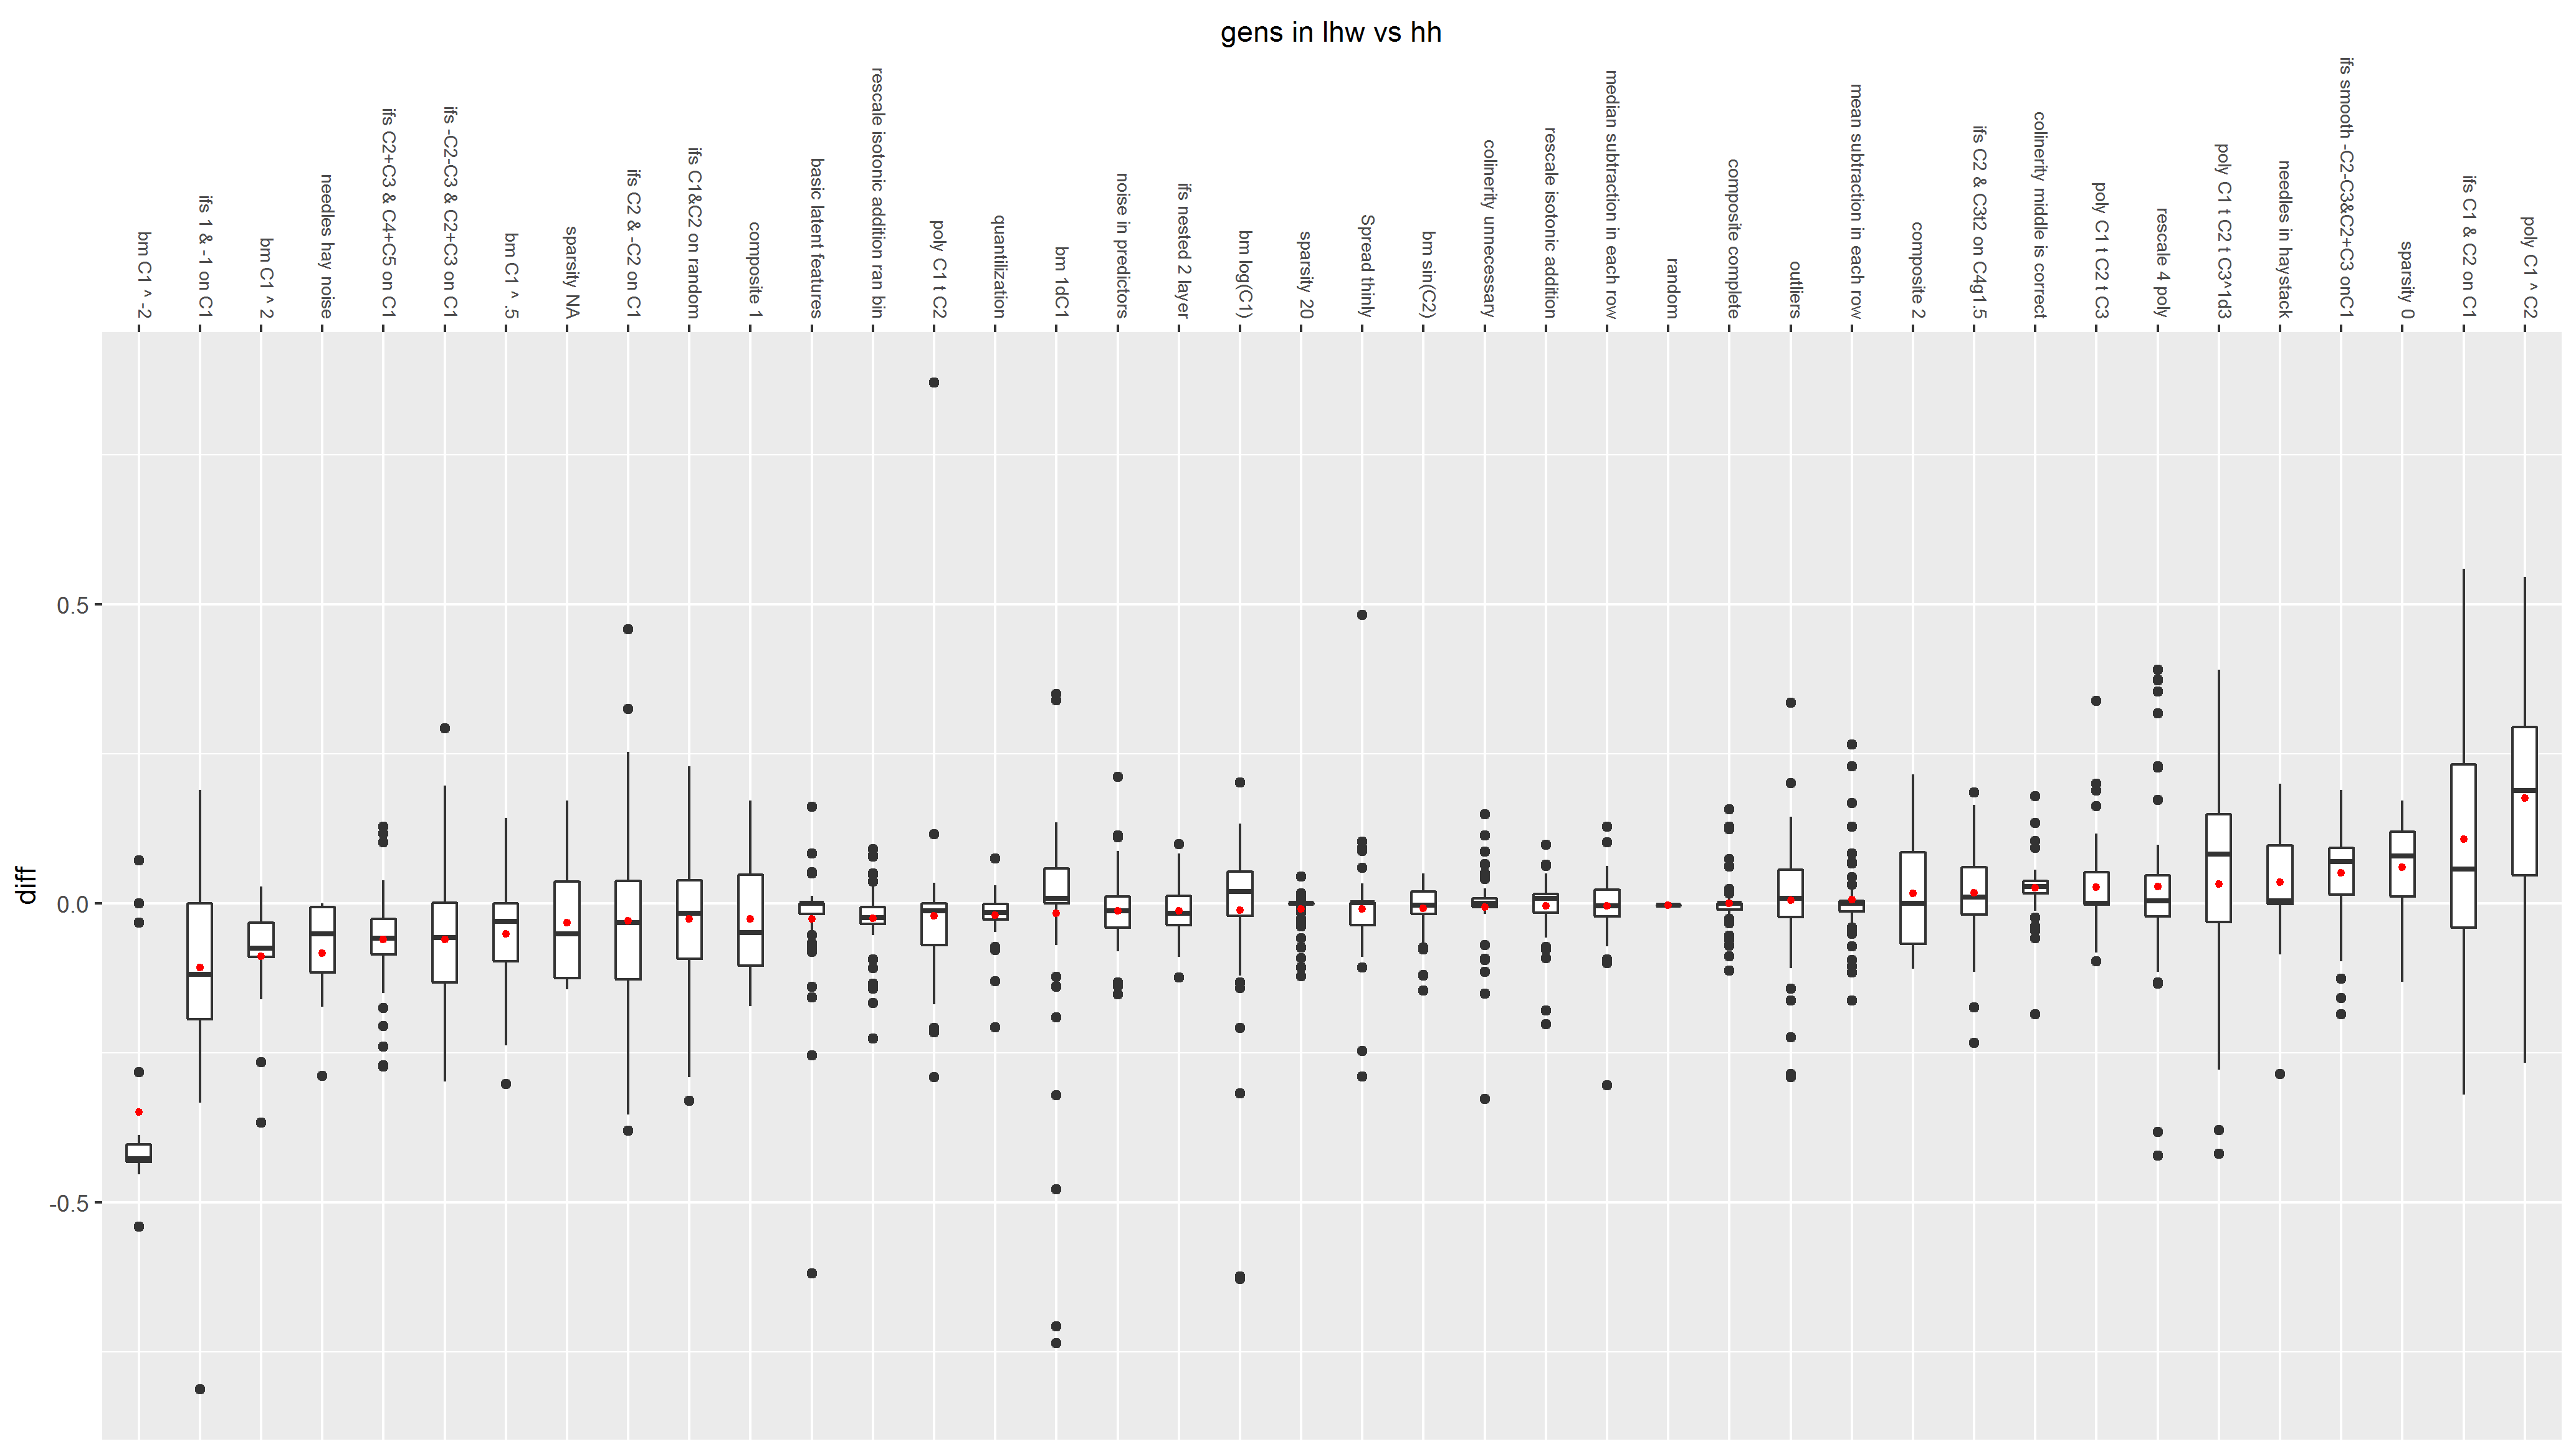 gens in lhw vs hh
bm C1 ^ -2
ifs 1 & -1 on C1
bm C1 ^ 2
needles hay noise
ifs C2+C3 & C4+C5 on C1
ifs -C2-C3 & C2+C3 on C1
bm C1 ^ .5
sparsity NA
ifs C2 & -C2 on C1
ifs C1&C2 on random
composite 1
basic latent features
rescale isotonic addition ran bin
poly C1 t C2
quantilization
bm 1dC1
noise in predictors
ifs nested 2 layer
bm log(C1)
sparsity 20
Spread thinly
bm sin(C2)
colinerity unnecessary
rescale isotonic addition
median subtraction in each row
random
composite complete
outliers
mean subtraction in each row
composite 2
ifs C2 & C3t2 on C4g1.5
colinerity middle is correct
poly C1 t C2 t C3
rescale 4 poly
poly C1 t C2 t C3^1d3
needles in haystack
ifs smooth -C2-C3&C2+C3 onC1
sparsity 0
ifs C1 & C2 on C1
poly C1 ^ C2
0.5
0.0
-0.5
diff